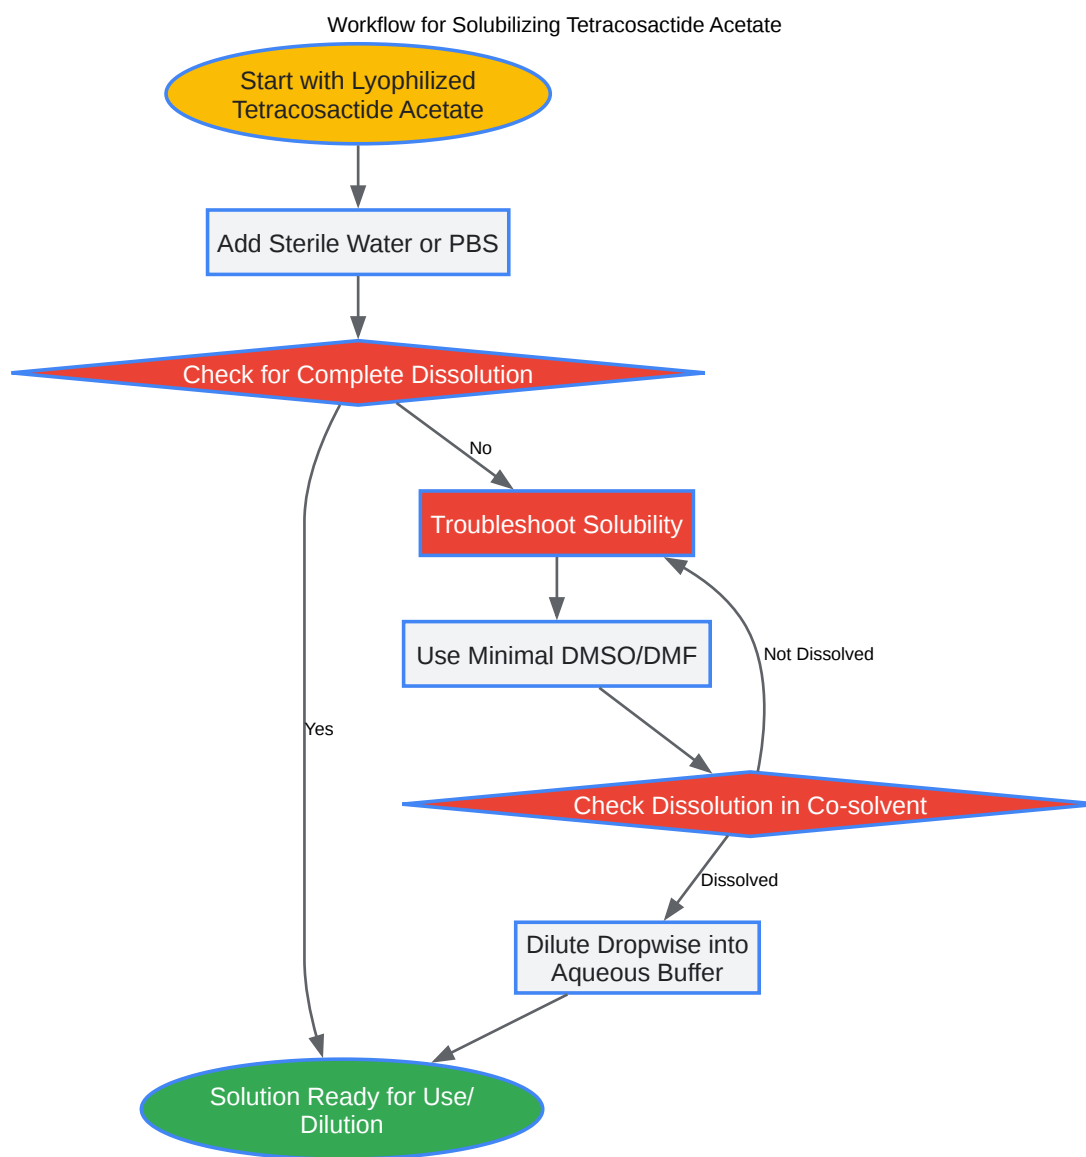 Workflow for Solubilizing Tetracosactide Acetate
Start with Lyophilized
Tetracosactide Acetate
Add Sterile Water or PBS
Check for Complete Dissolution
No
Troubleshoot Solubility
Use Minimal DMSO/DMF
Not Dissolved
Yes
Check Dissolution in Co-solvent
Dissolved
Dilute Dropwise into
Aqueous Buffer
Solution Ready for Use/
Dilution